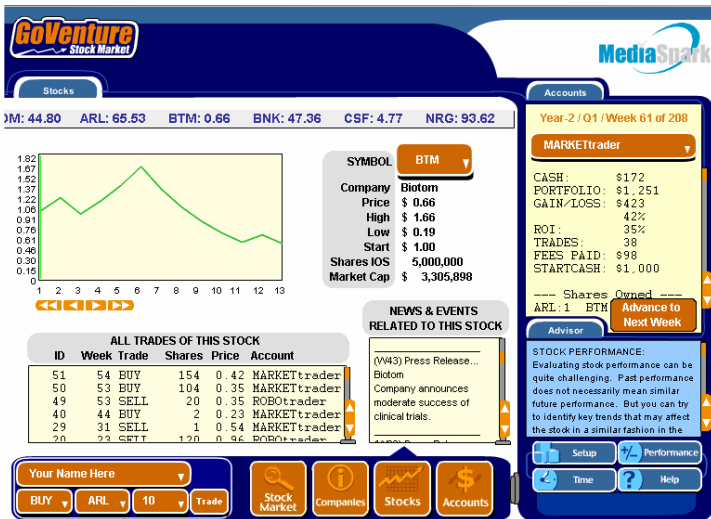 GoVenture
Stock Market
MediaSpark
Stocks
Accounts
OM: 44.80 ARL: 65.53 BTM: 0.66 BNK: 47.36 CSF: 4.77 NRG: 93.62
Year-2 / Q1 / Week 61 of 208
MARKETtrader
1.82
1.67
1.52
1.37
1.22
1.06
0.91
0.76
0.61
0.46
0.30
0.15
0
1 2 3 4 5 6 7 8 9 10 11 12 13
SYMBOL BTM
Company Biotom
Price $ 0.66
High $ 1.66
Low $ 0.19
Start $ 1.00
Shares IOS 5,000,000
Market Cap $ 3,305,898
CASH: $172
PORTFOLIO: $1,251
GAIN/LOSS: $423
42%
ROI: 35%
TRADES: 38
FEES PAID: $98
STARTCASH: $1,000
--- Shares Owned ---
ARL:1 BTM
Advance to
Next Week
ALL TRADES OF THIS STOCK
ID Week Trade Shares Price Account
51 54 BUY 154 0.42 MARKETtrader
50 53 BUY 104 0.35 MARKETtrader
49 53 SELL 20 0.35 ROBOtrader
40 44 BUY 2 0.23 MARKETtrader
29 31 SELL 1 0.54 MARKETtrader
20 23 SELL 120 0.96 ROBOtrader
NEWS & EVENTS
RELATED TO THIS STOCK
(W43) Press Release...
Biotom
Company announces
moderate success of
clinical trials.
Advisor
STOCK PERFORMANCE:
Evaluating stock performance can be
quite challenging. Past performance
does not necessarily mean similar
future performance. But you can try
to identify key trends that may affect
the stock in a similar fashion in the
Setup
Performance
Time
Help
Your Name Here
BUY ARL 10 Trade
Stock
Market
Companies
Stocks
Accounts